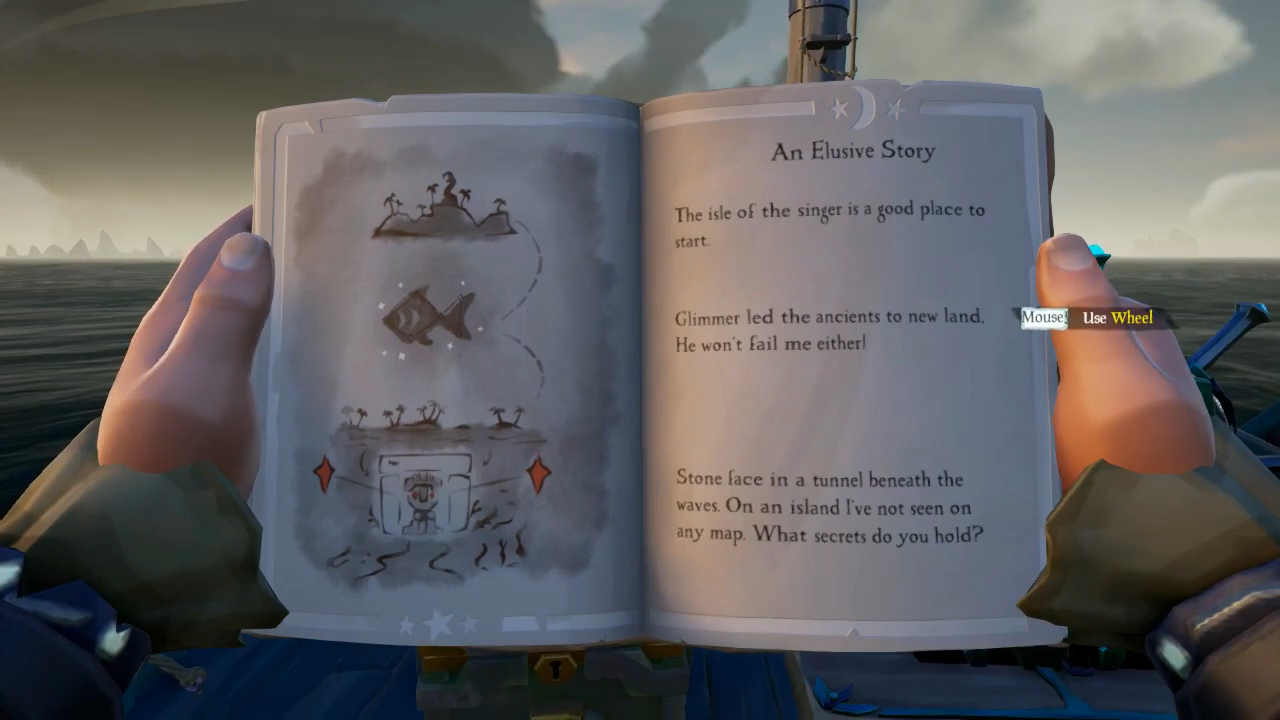 An Elusive Story
The isle of the singer is a good place to
start.
Glimmer led the ancients to new land.
He won't fail me either!
Stone face in a tunnel beneath the
waves. On an island I've not seen on
any map. What secrets do you hold?
Mouse Use Wheel